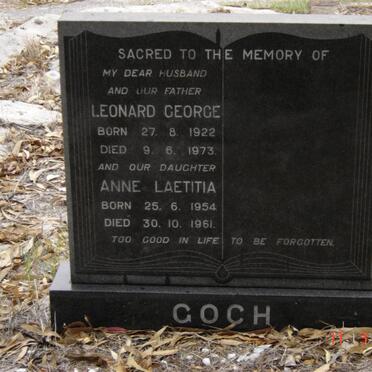 SACRED TO THE MEMORY OF
MY DEAR HUSBAND
AND OUR FATHER
LEONARD GEORGE
BORN 27. 8. 1922
DIED 9. 6. 1973.
AND OUR DAUGHTER
ANNE LAETITIA
BORN 25. 6. 1954
DIED 30. 10. 1961.
TOO GOOD IN LIFE TO BE FORGOTTEN.
GOCH